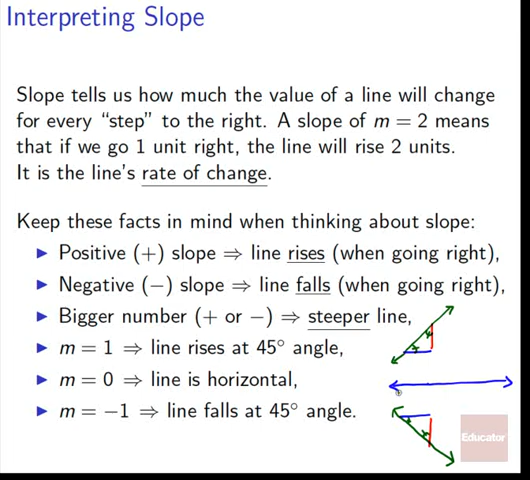 Interpreting Slope
Slope tells us how much the value of a line will change
for every “step” to the right. A slope of m = 2 means
that if we go 1 unit right, the line will rise 2 units.
It is the line's rate of change.
Keep these facts in mind when thinking about slope:
▶ Positive (+) slope ⇒ line rises (when going right),
▶ Negative (−) slope ⇒ line falls (when going right),
▶ Bigger number (+ or −) ⇒ steeper line,
▶ m = 1 ⇒ line rises at 45° angle,
▶ m = 0 ⇒ line is horizontal,
▶ m = −1 ⇒ line falls at 45° angle.
Educator